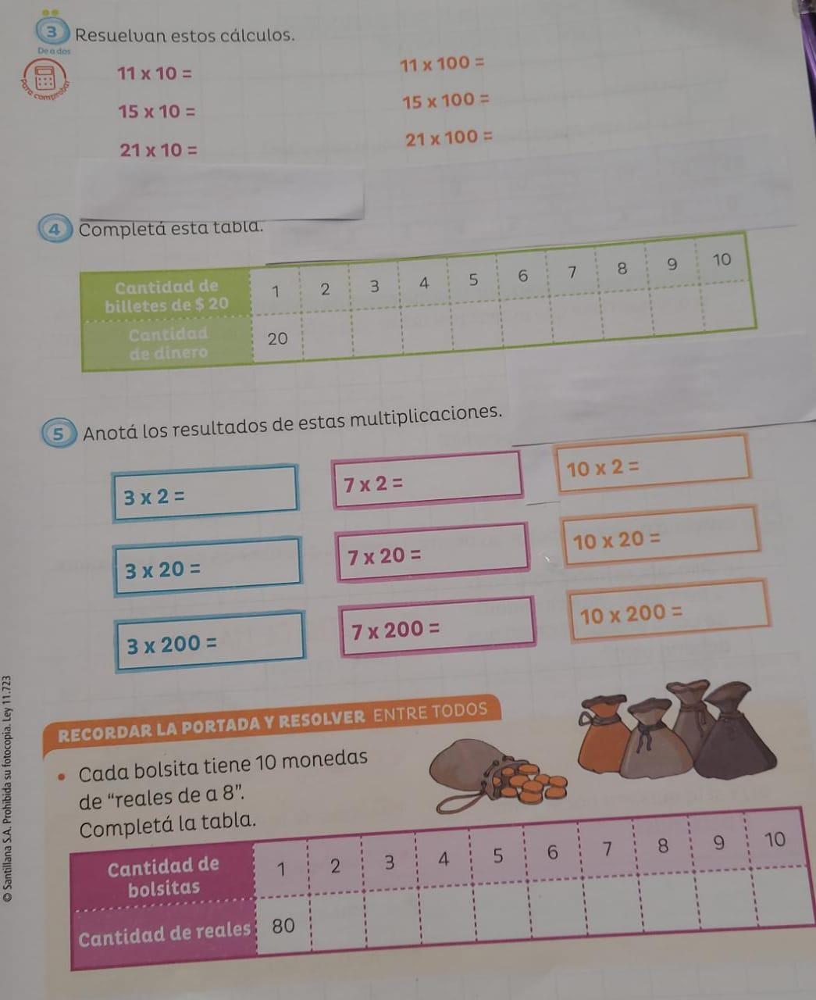 3 Resuelvan estos cálculos.
De a dos
Para comprobar
11 x 10 =
11 x 100 =
15 x 10 =
15 x 100 =
21 x 10 =
21 x 100 =
4 Completá esta tabla.
Cantidad de billetes de $ 20 1 2 3 4 5 6 7 8 9 10
Cantidad de dinero 20
5 Anotá los resultados de estas multiplicaciones.
3 x 2 =
7 x 2 =
10 x 2 =
3 x 20 =
7 x 20 =
10 x 20 =
3 x 200 =
7 x 200 =
10 x 200 =
RECORDAR LA PORTADA Y RESOLVER ENTRE TODOS
• Cada bolsita tiene 10 monedas
de “reales de a 8”.
Completá la tabla.
Cantidad de bolsitas 1 2 3 4 5 6 7 8 9 10
Cantidad de reales 80
© Santillana S.A. Prohibida su fotocopia. Ley 11.723